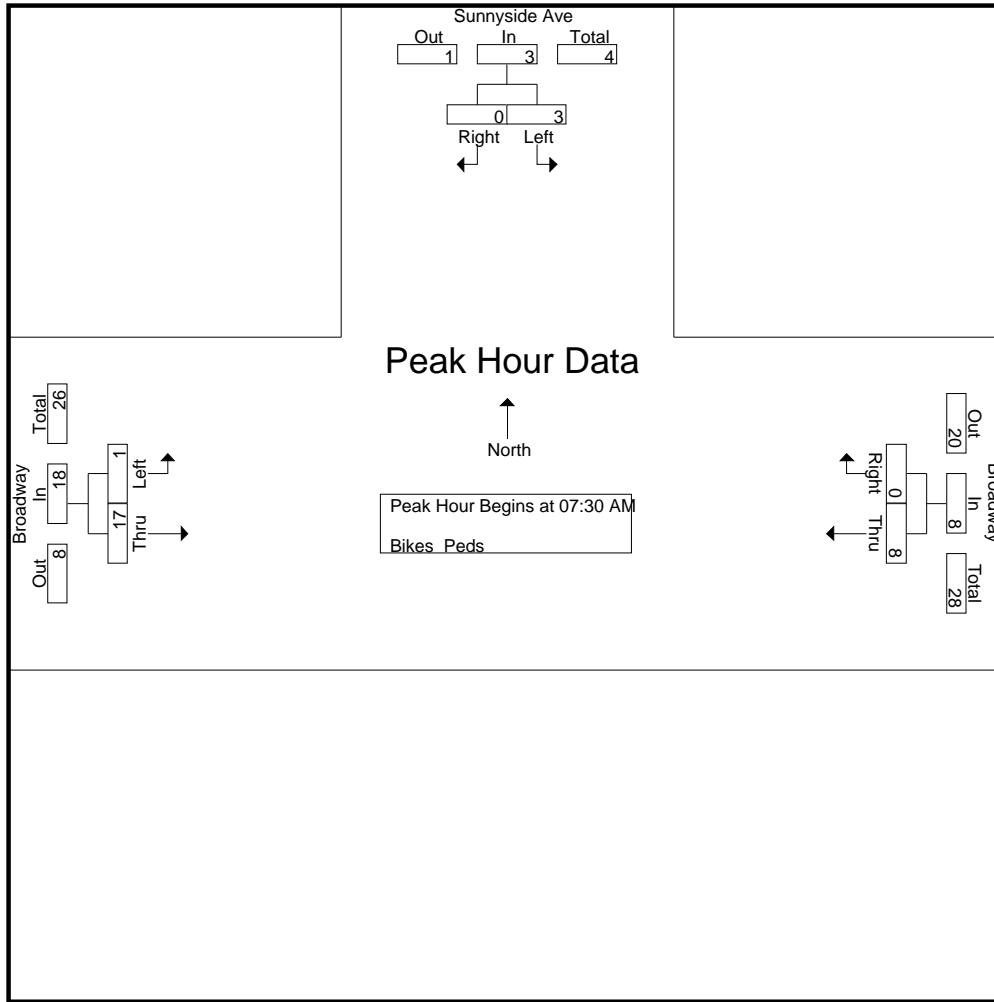 Sunnyside Ave
Out In Total
1 3 4
0 3
Right Left
Peak Hour Data
North
Peak Hour Begins at 07:30 AM
Bikes Peds
Broadway
Out In Total
8 18 26
Thru Left
17 1
Broadway
Out In Total
20 8 28
Right Thru
0 8